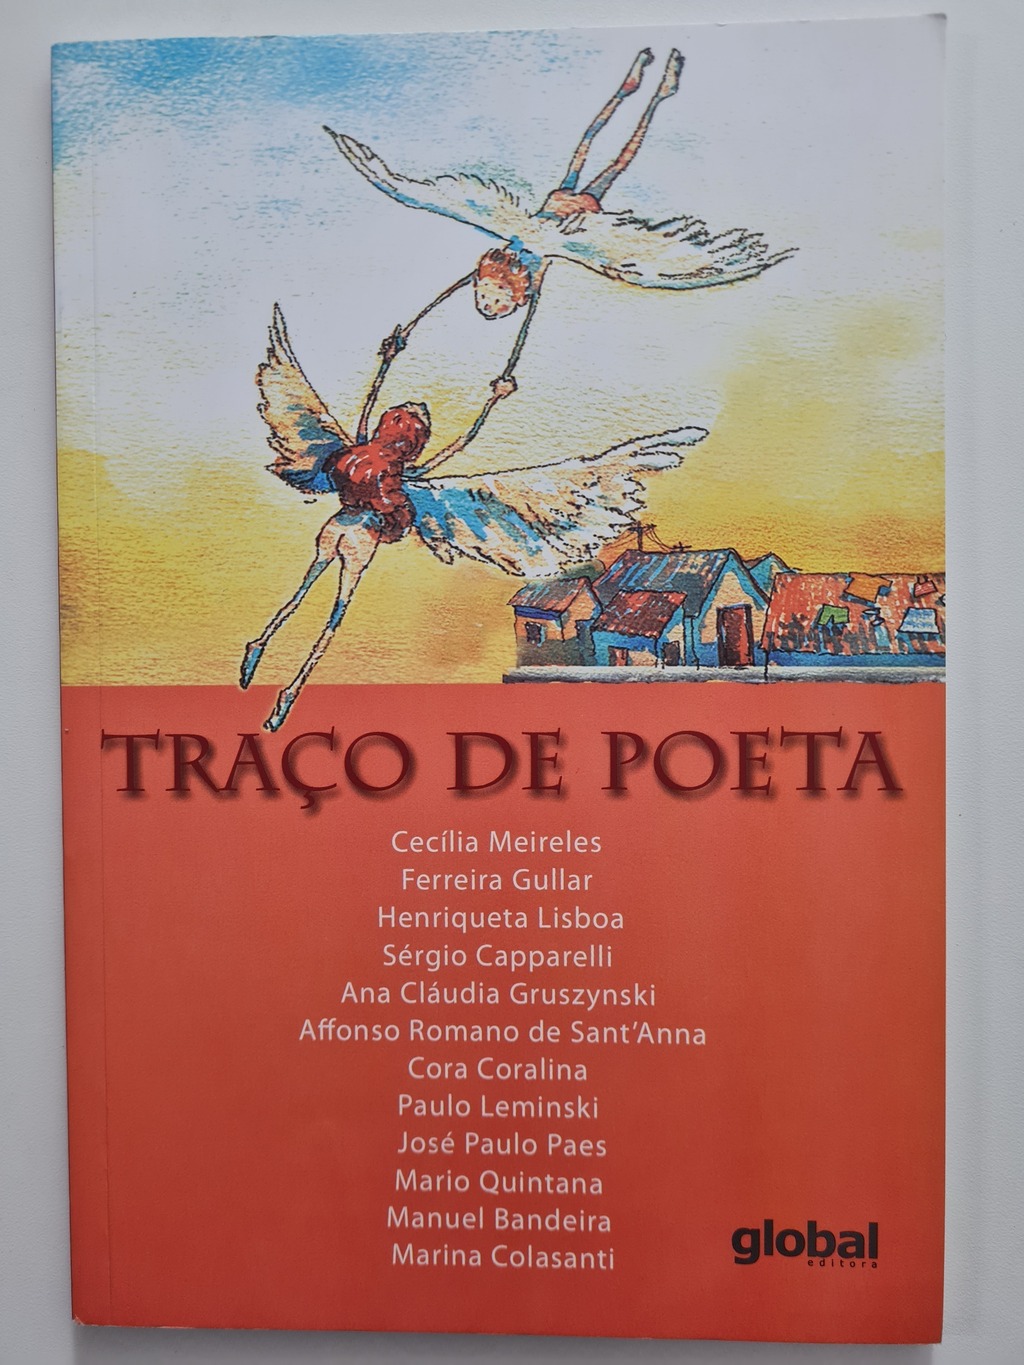 TRAÇO DE POETA
Cecília Meireles
Ferreira Gullar
Henriqueta Lisboa
Sérgio Capparelli
Ana Cláudia Gruszynski
Affonso Romano de Sant'Anna
Cora Coralina
Paulo Leminski
José Paulo Paes
Mario Quintana
Manuel Bandeira
Marina Colasanti
global
editora